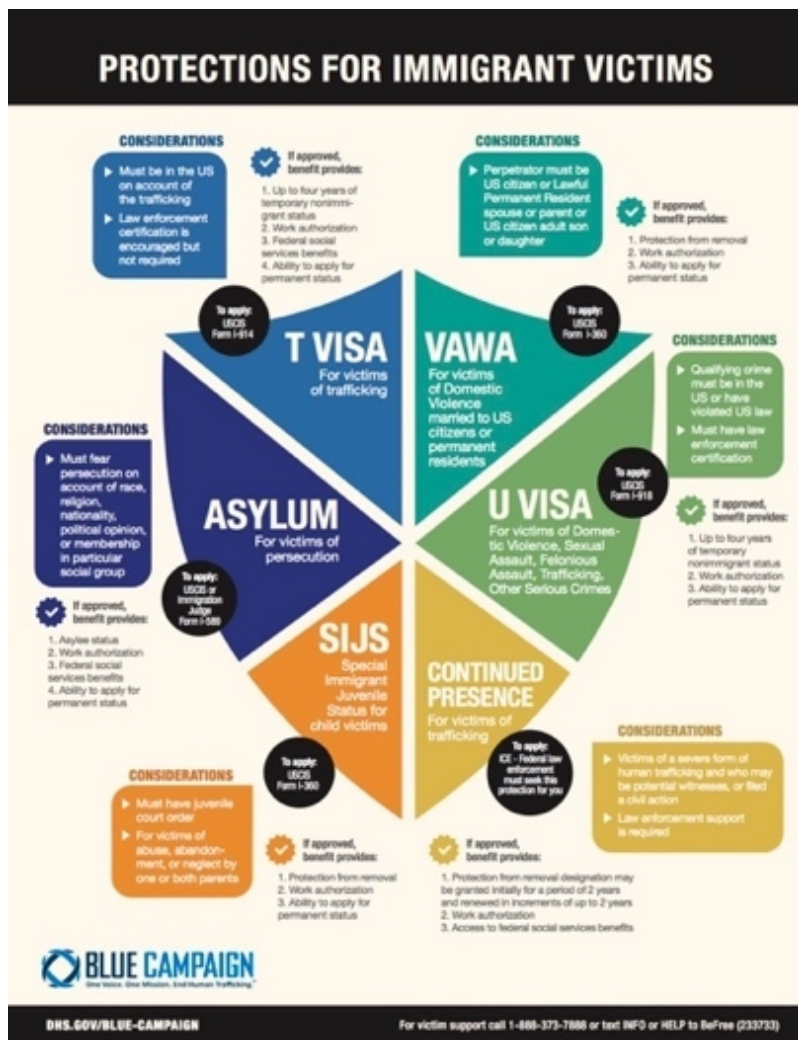 PROTECTIONS FOR IMMIGRANT VICTIMS
CONSIDERATIONS
Must be in the US
on account of
the trafficking
Law enforcement
certification is
encouraged but
not required
If approved,
benefit provides:
1. Up to four years of
temporary nonimmi-
grant status
2. Work authorization
3. Federal social
services benefits
4. Ability to apply for
permanent status
To apply:
USCIS
Form I-914
T VISA
For victims
of trafficking
CONSIDERATIONS
Perpetrator must be
US citizen or Lawful
Permanent Resident
spouse or parent or
US citizen adult son
or daughter
If approved,
benefit provides:
1. Protection from removal
2. Work authorization
3. Ability to apply for
permanent status
To apply:
USCIS
Form I-360
VAWA
For victims
of Domestic
Violence
married to US
citizens or
permanent
residents
CONSIDERATIONS
Qualifying crime
must be in the
US or have
violated US law
Must have law
enforcement
certification
To apply:
USCIS
Form I-918
If approved,
benefit provides:
1. Up to four years
of temporary
nonimmigrant status
2. Work authorization
3. Ability to apply for
permanent status
U VISA
For victims of Domes-
tic Violence, Sexual
Assault, Felonious
Assault, Trafficking,
Other Serious Crimes
CONSIDERATIONS
Must fear
persecution on
account of race,
religion,
nationality,
political opinion,
or membership
in particular
social group
ASYLUM
For victims of
persecution
To apply:
USCIS or
Immigration
Judge
Form I-589
If approved,
benefit provides:
1. Asylee status
2. Work authorization
3. Federal social
services benefits
4. Ability to apply for
permanent status
SIJS
Special
Immigrant
Juvenile
Status for
child victims
To apply:
USCIS
Form I-360
CONSIDERATIONS
Must have juvenile
court order
For victims of
abuse, abandon-
ment, or neglect by
one or both parents
If approved,
benefit provides:
1. Protection from removal
2. Work authorization
3. Ability to apply for
permanent status
CONTINUED
PRESENCE
For victims of
trafficking
To apply:
ICE - Federal law
enforcement
must seek this
protection for you
CONSIDERATIONS
Victims of a severe form of
human trafficking and who may
be potential witnesses, or filed
a civil action
Law enforcement support
is required
If approved,
benefit provides:
1. Protection from removal designation may
be granted initially for a period of 2 years
and renewed in increments of up to 2 years
2. Work authorization
3. Access to federal social services benefits
BLUE CAMPAIGN
One Voice. One Mission. End Human Trafficking.
DHS.GOV/BLUE-CAMPAIGN
For victim support call 1-888-373-7888 or text INFO or HELP to BeFree (233733)